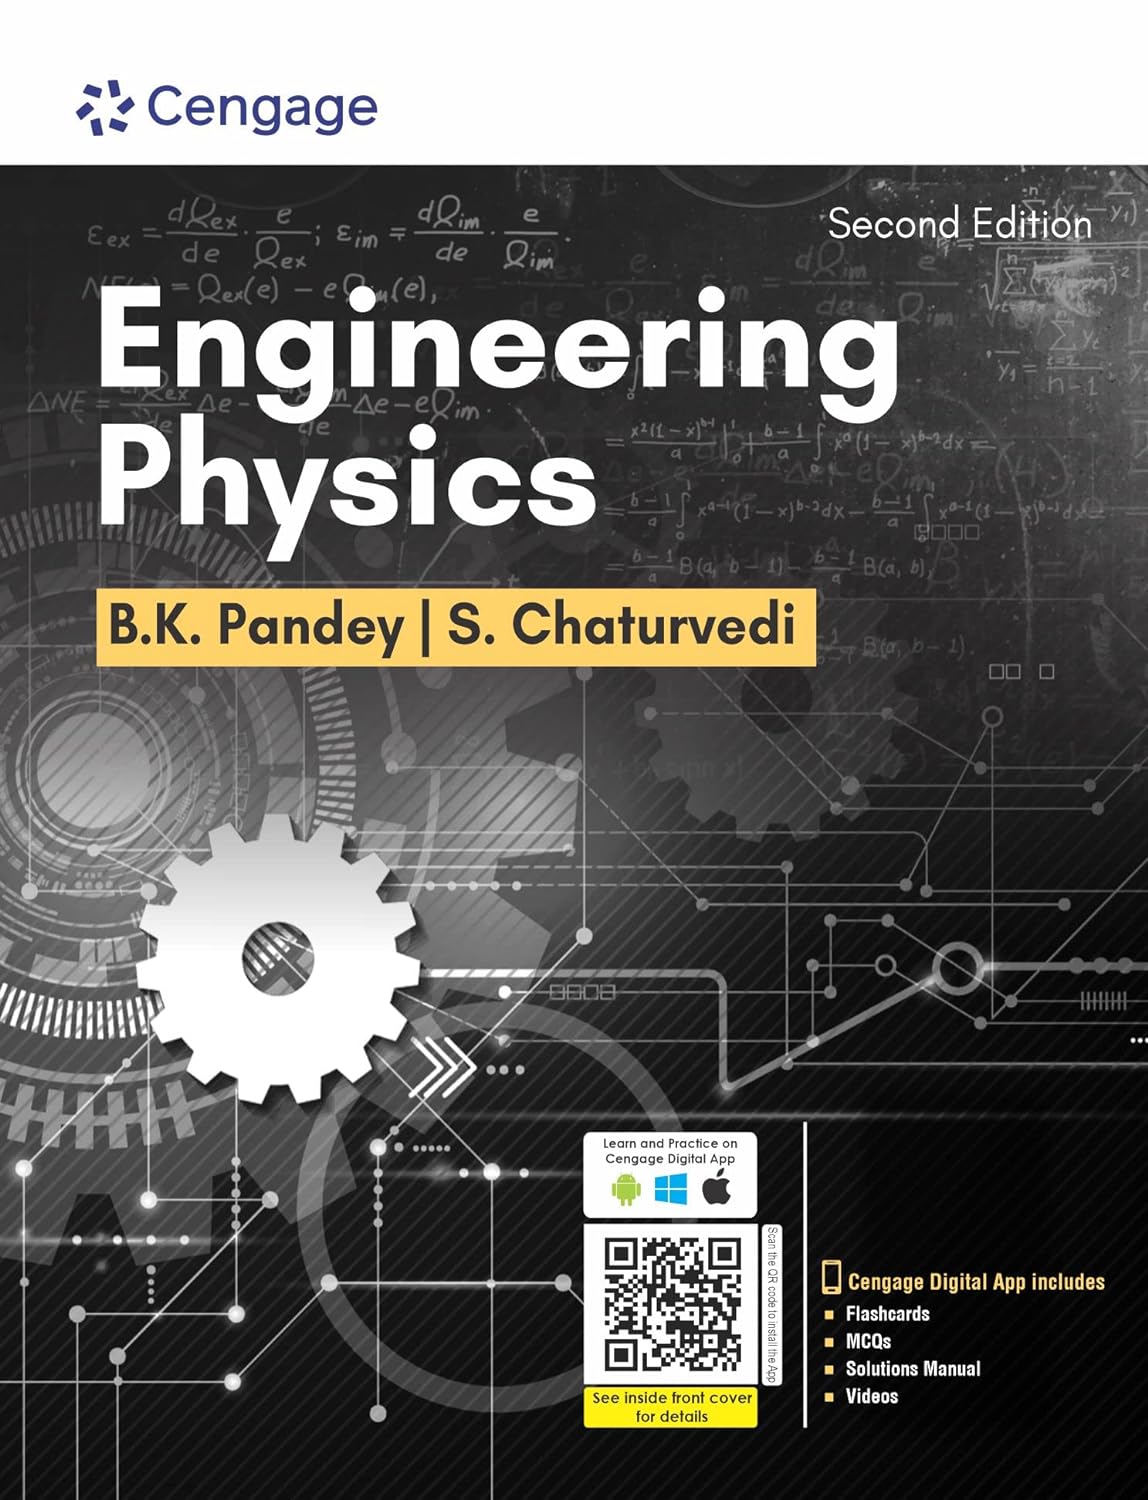 Cengage
Second Edition
Engineering
Physics
B.K. Pandey | S. Chaturvedi
Learn and Practice on
Cengage Digital App
Scan the QR code to install the App
See inside front cover
for details
Cengage Digital App includes
Flashcards
MCQs
Solutions Manual
Videos